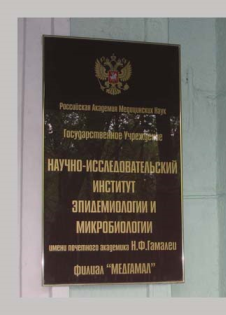 Российская Академия Медицинских Наук
Государственное Учреждение
НАУЧНО-ИССЛЕДОВАТЕЛЬСКИЙ
ИНСТИТУТ
ЭПИДЕМИОЛОГИИ И
МИКРОБИОЛОГИИ
имени почетного академика Н.Ф.Гамалеи
филиал "МЕДГАМАЛ"